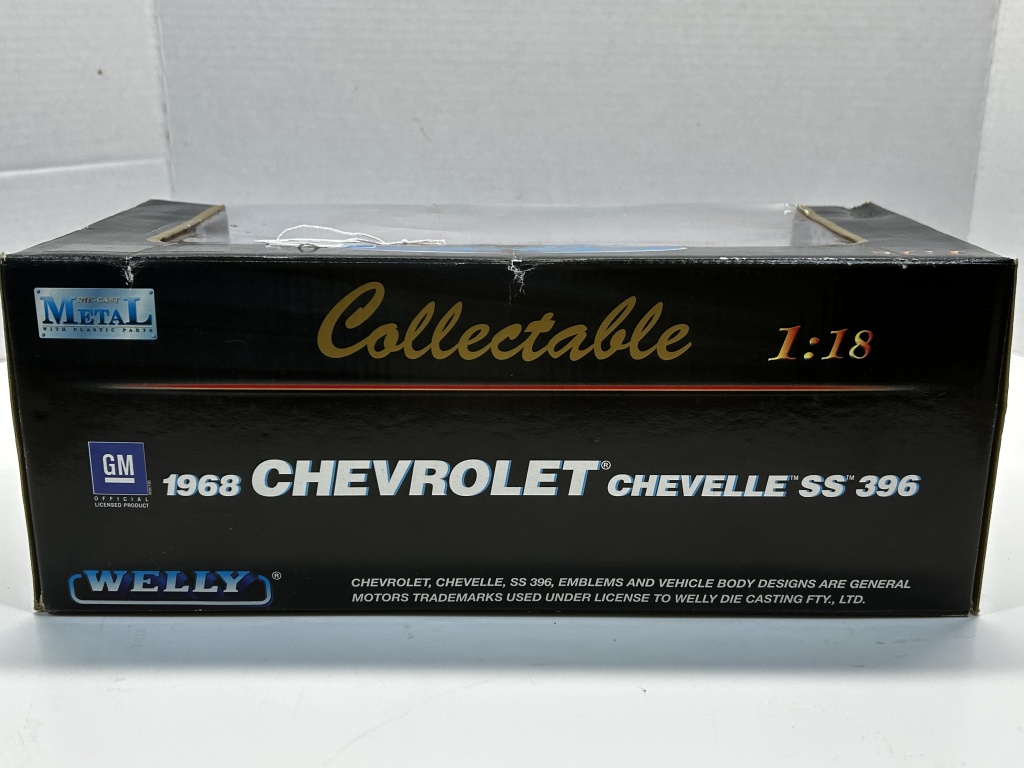 DIE-CAST
METAL
WITH PLASTIC PARTS
Collectable
1:18
GM
OFFICIAL
LICENSED PRODUCT
1968 CHEVROLET® CHEVELLE™ SS™ 396
WELLY®
CHEVROLET, CHEVELLE, SS 396, EMBLEMS AND VEHICLE BODY DESIGNS ARE GENERAL
MOTORS TRADEMARKS USED UNDER LICENSE TO WELLY DIE CASTING FTY., LTD.